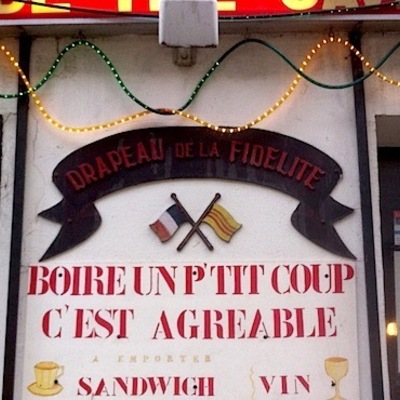 DRAPEAU DE LA FIDELITE
BOIRE UN P'TIT COUP
C'EST AGREABLE
A EMPORTER
SANDWICH VIN